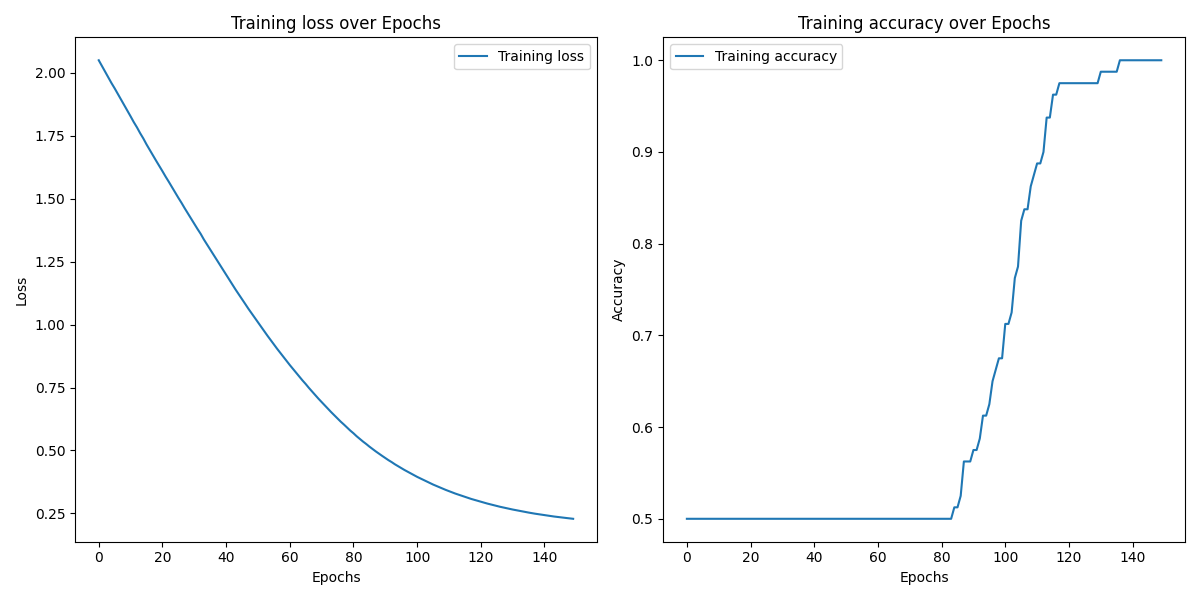 Training loss over Epochs
Training loss
2.00
1.75
1.50
1.25
1.00
0.75
0.50
0.25
Loss
0 20 40 60 80 100 120 140
Epochs
Training accuracy over Epochs
Training accuracy
1.0
0.9
0.8
0.7
0.6
0.5
Accuracy
0 20 40 60 80 100 120 140
Epochs